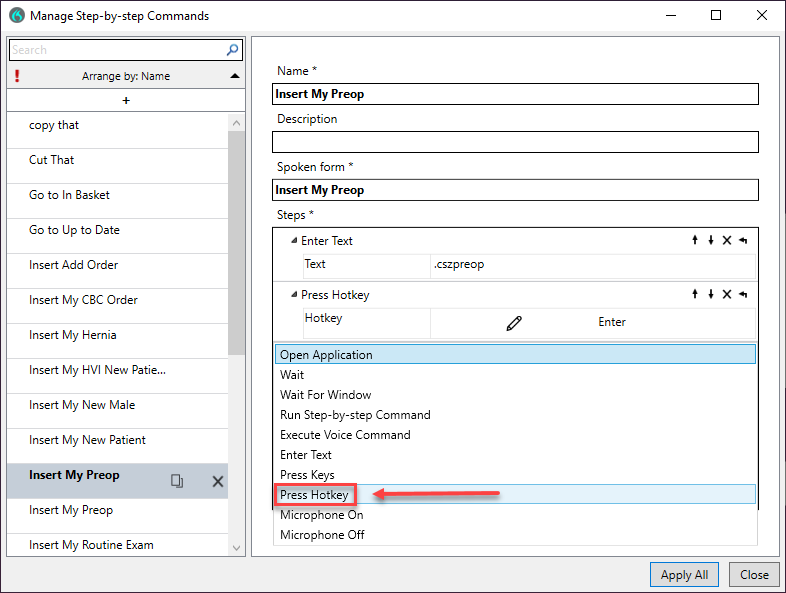 Manage Step-by-step Commands
Search
Arrange by: Name
+
copy that
Cut That
Go to In Basket
Go to Up to Date
Insert Add Order
Insert My CBC Order
Insert My Hernia
Insert My HVI New Patie...
Insert My New Male
Insert My New Patient
Insert My Preop
Insert My Preop
Insert My Routine Exam
Name *
Insert My Preop
Description
Spoken form *
Insert My Preop
Steps *
Enter Text
Text .cszpreop
Press Hotkey
Hotkey Enter
Open Application
Wait
Wait For Window
Run Step-by-step Command
Execute Voice Command
Enter Text
Press Keys
Press Hotkey
Microphone On
Microphone Off
Apply All Close